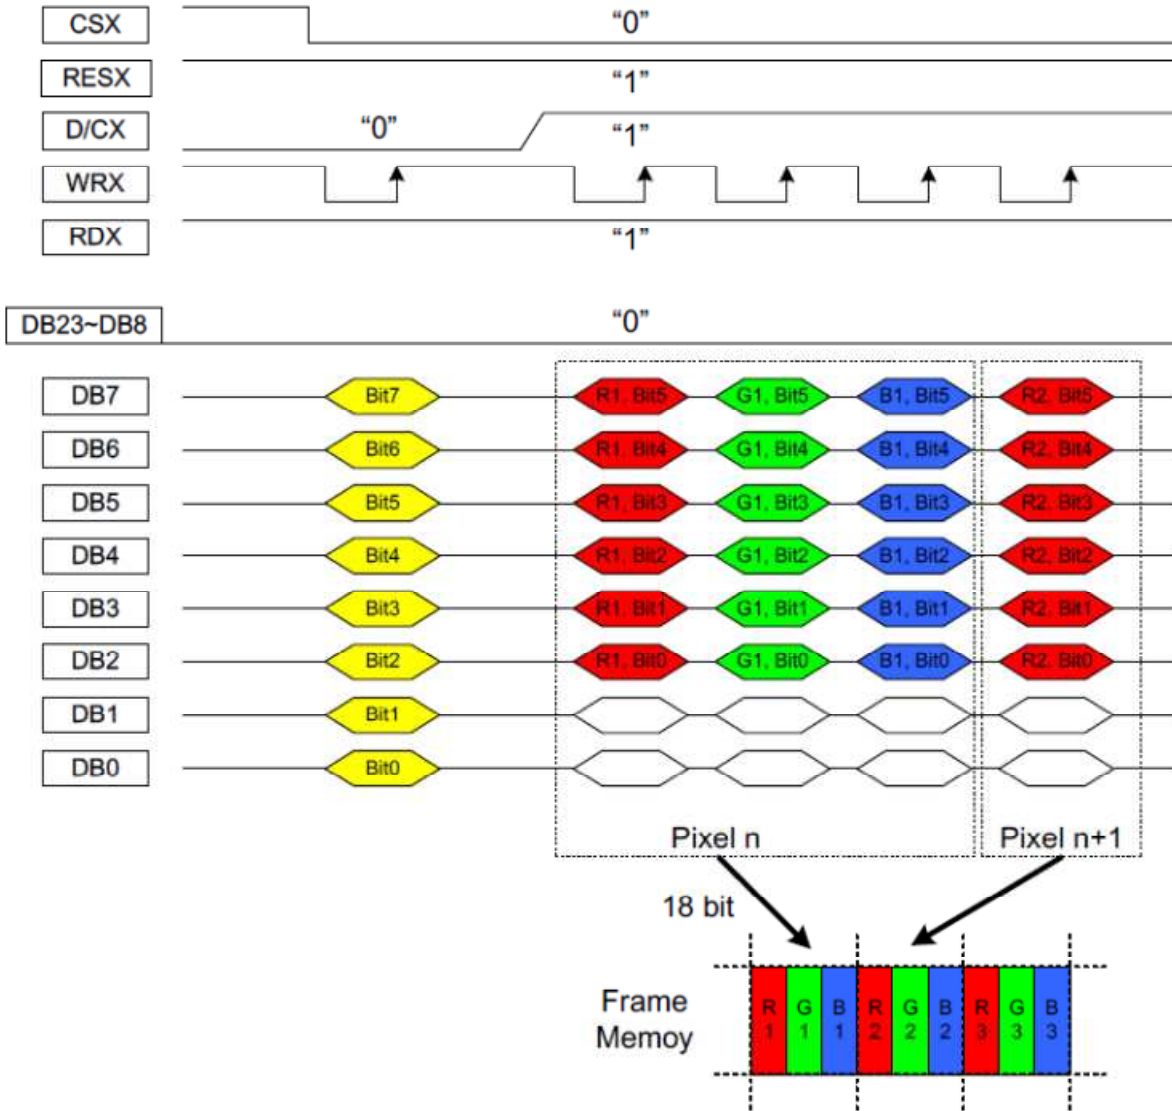 CSX “0”
RESX “1”
D/CX “0” “1”
WRX
RDX “1”
DB23~DB8 “0”
DB7 Bit7 R1, Bit5 G1, Bit5 B1, Bit5 R2, Bit5
DB6 Bit6 R1, Bit4 G1, Bit4 B1, Bit4 R2, Bit4
DB5 Bit5 R1, Bit3 G1, Bit3 B1, Bit3 R2, Bit3
DB4 Bit4 R1, Bit2 G1, Bit2 B1, Bit2 R2, Bit2
DB3 Bit3 R1, Bit1 G1, Bit1 B1, Bit1 R2, Bit1
DB2 Bit2 R1, Bit0 G1, Bit0 B1, Bit0 R2, Bit0
DB1 Bit1
DB0 Bit0
Pixel n Pixel n+1
18 bit
Frame
Memoy
R G B R G B R G B
1 1 1 2 2 2 3 3 3